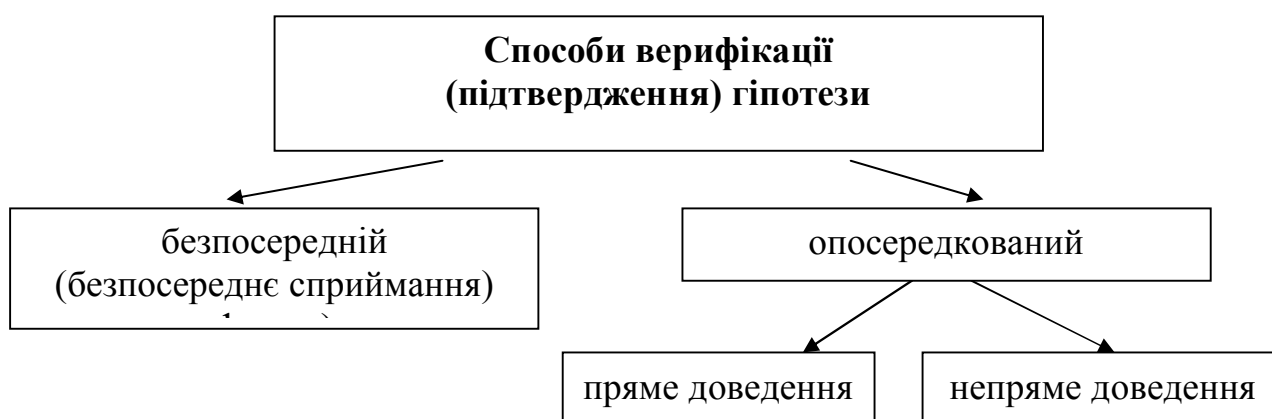 Способи верифікації
(підтвердження) гіпотези
безпосередній
опосередкований
(безпосереднє сприймання)
пряме доведення
непряме доведення